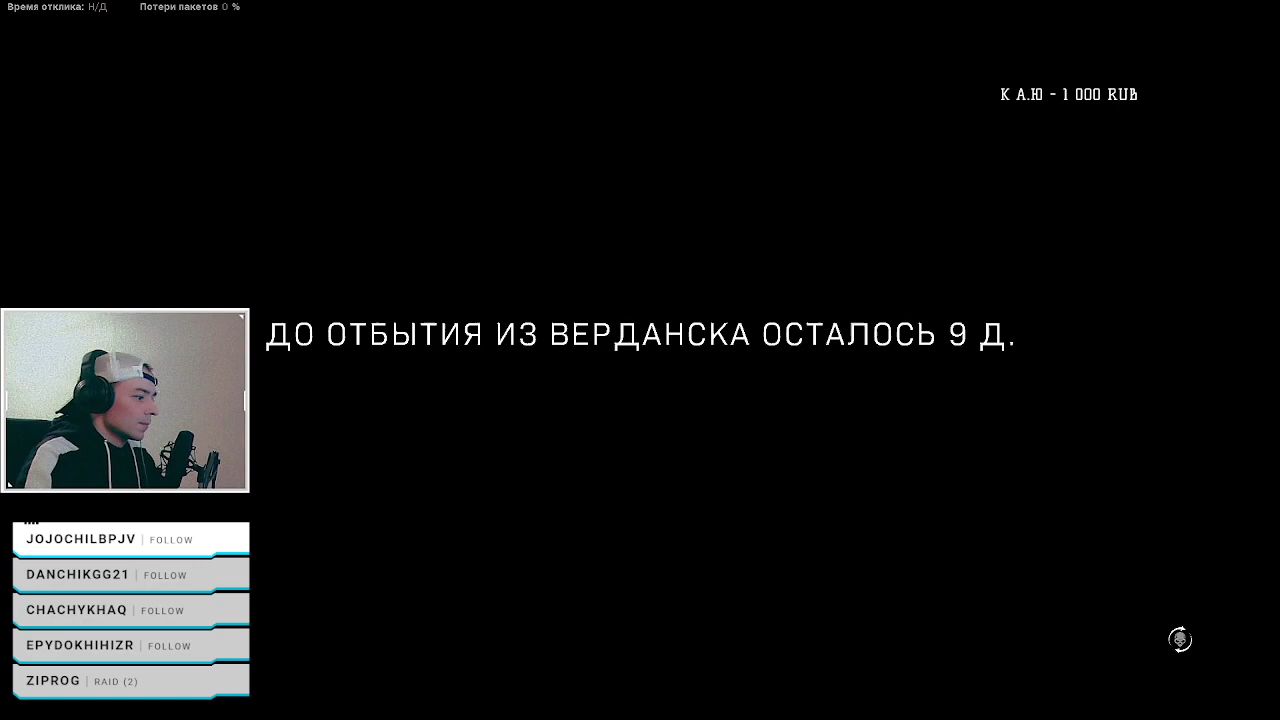 Время отклика: Н/Д Потери пакетов 0 %
К А.Ю - 1 000 RUB
ДО ОТБЫТИЯ ИЗ ВЕРДАНСКА ОСТАЛОСЬ 9 Д.
JOJOCHILBPJV | FOLLOW
DANCHIKGG21 | FOLLOW
CHACHYKHAQ | FOLLOW
EPYDOKHIHIZR | FOLLOW
ZIPROG | RAID (2)